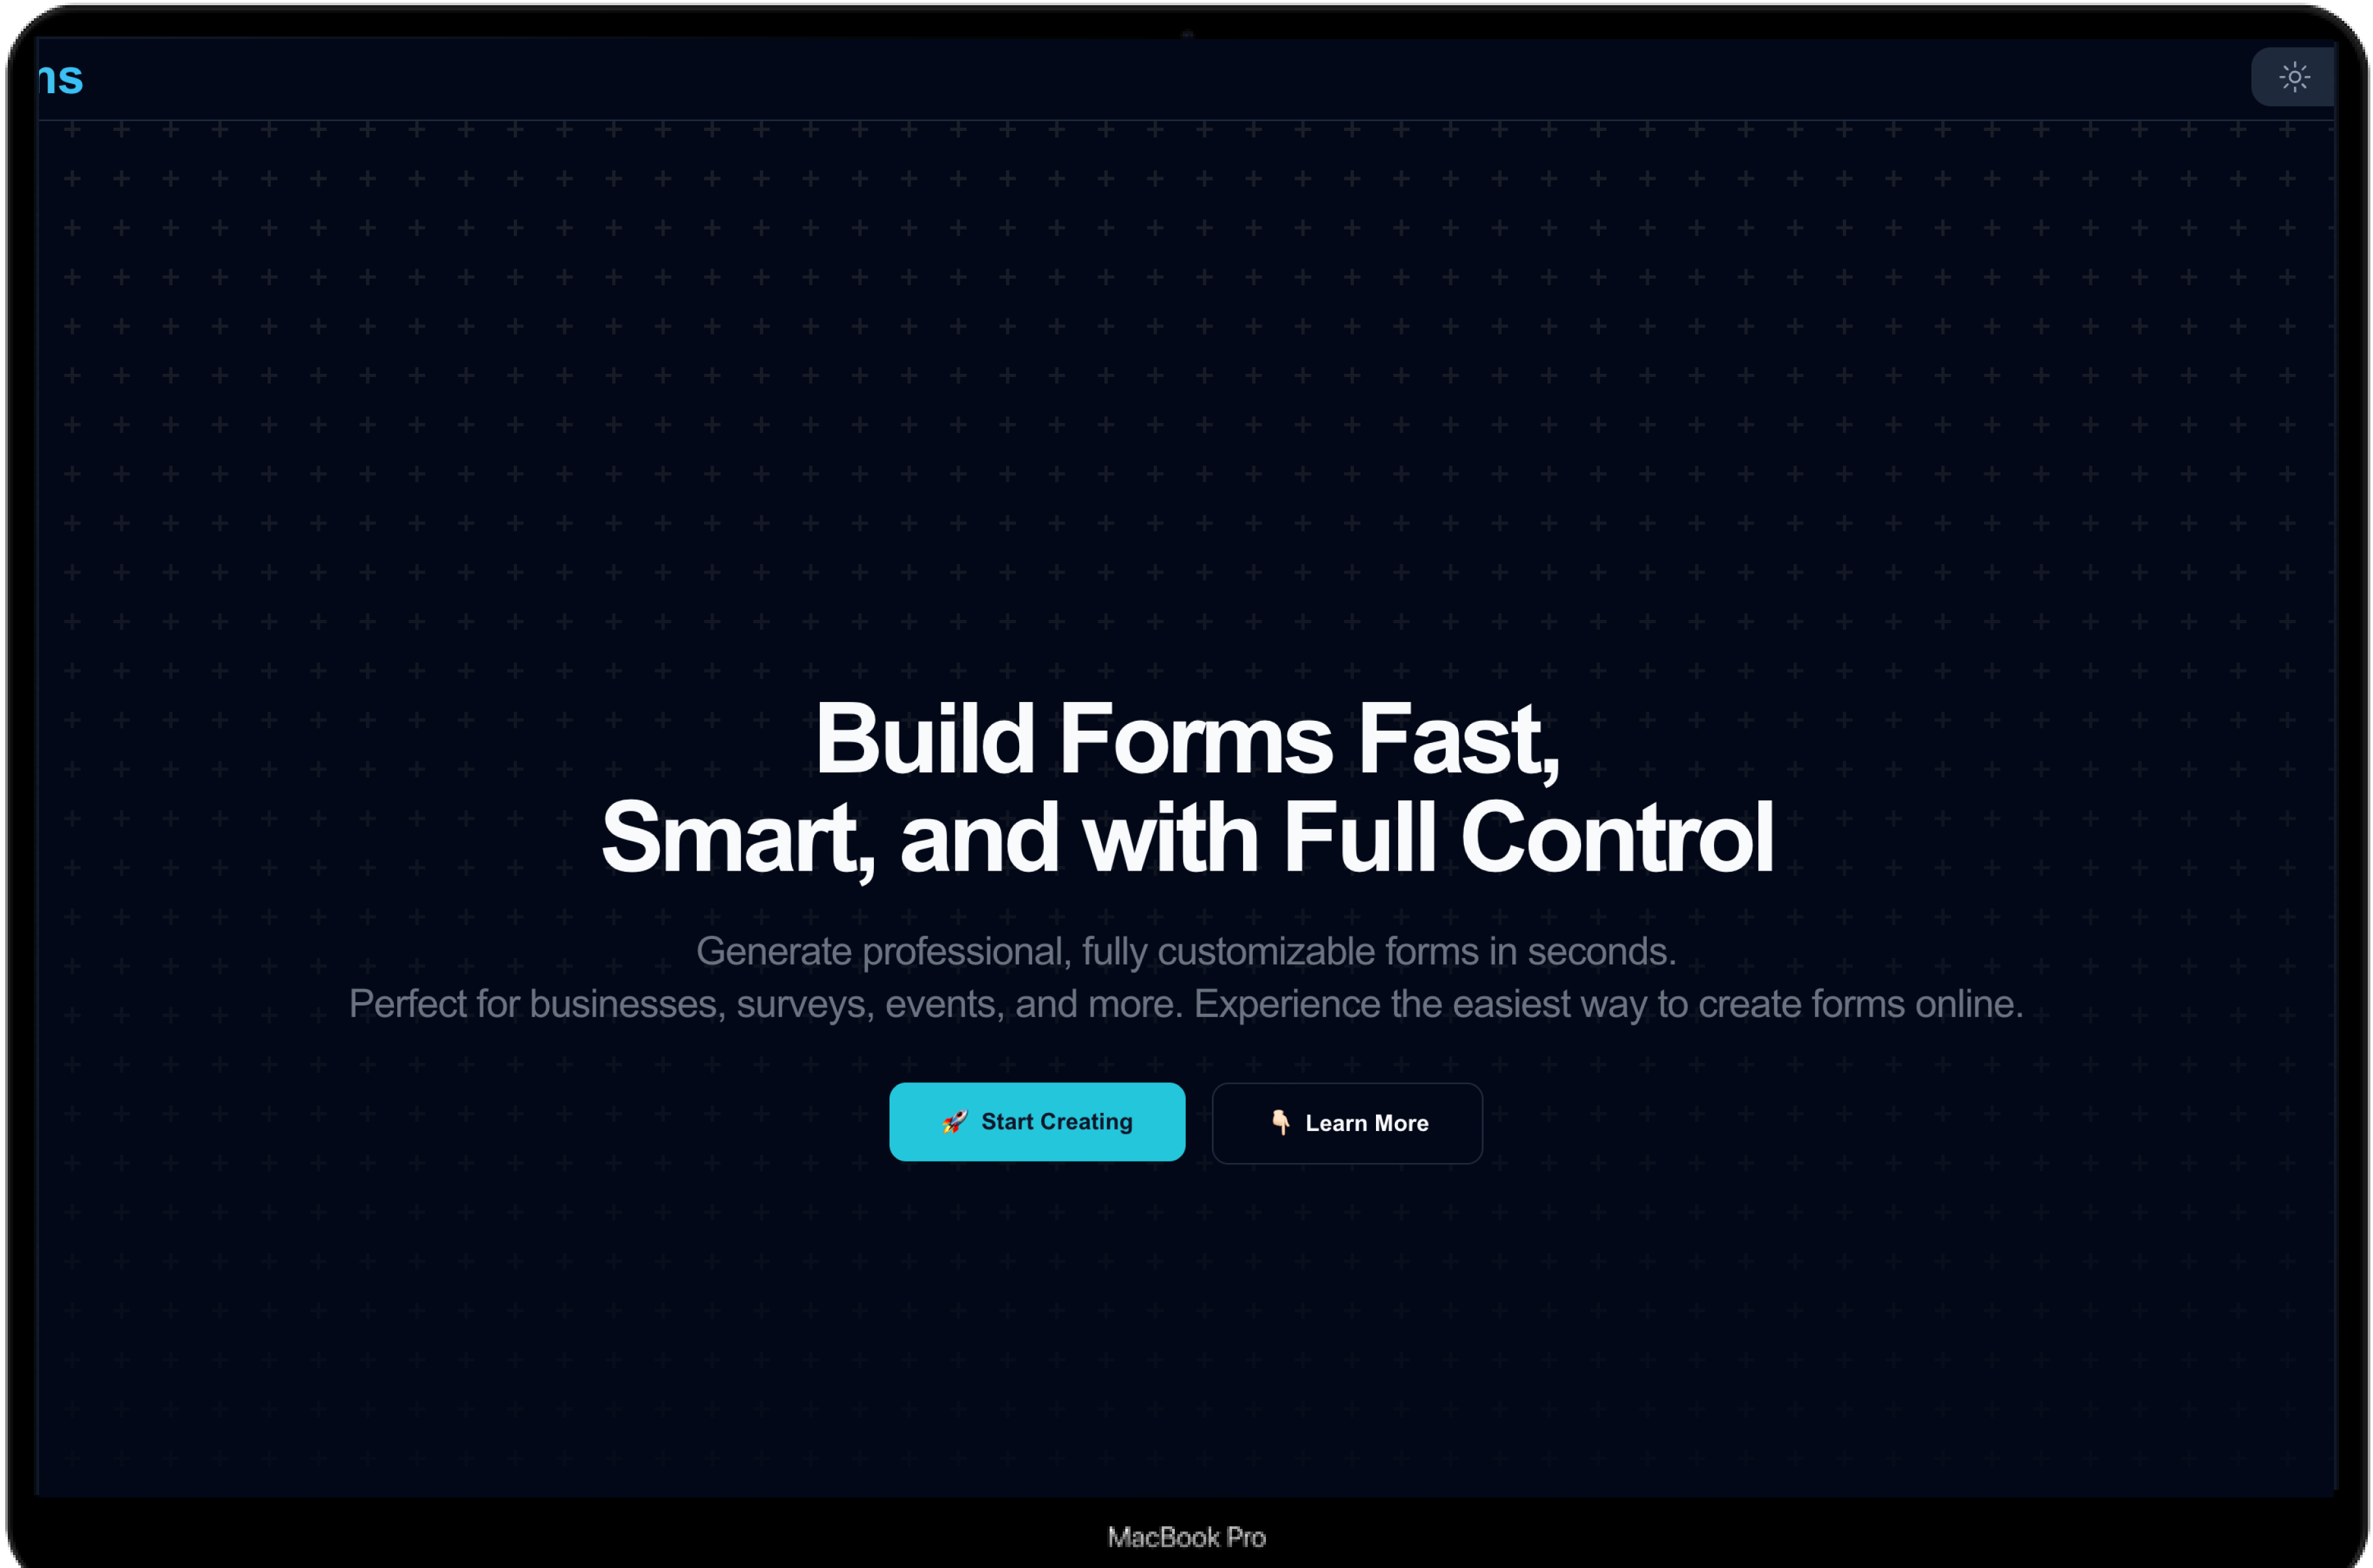 ns
Build Forms Fast,
Smart, and with Full Control
Generate professional, fully customizable forms in seconds.
Perfect for businesses, surveys, events, and more. Experience the easiest way to create forms online.
🚀 Start Creating
👇🏻 Learn More
MacBook Pro